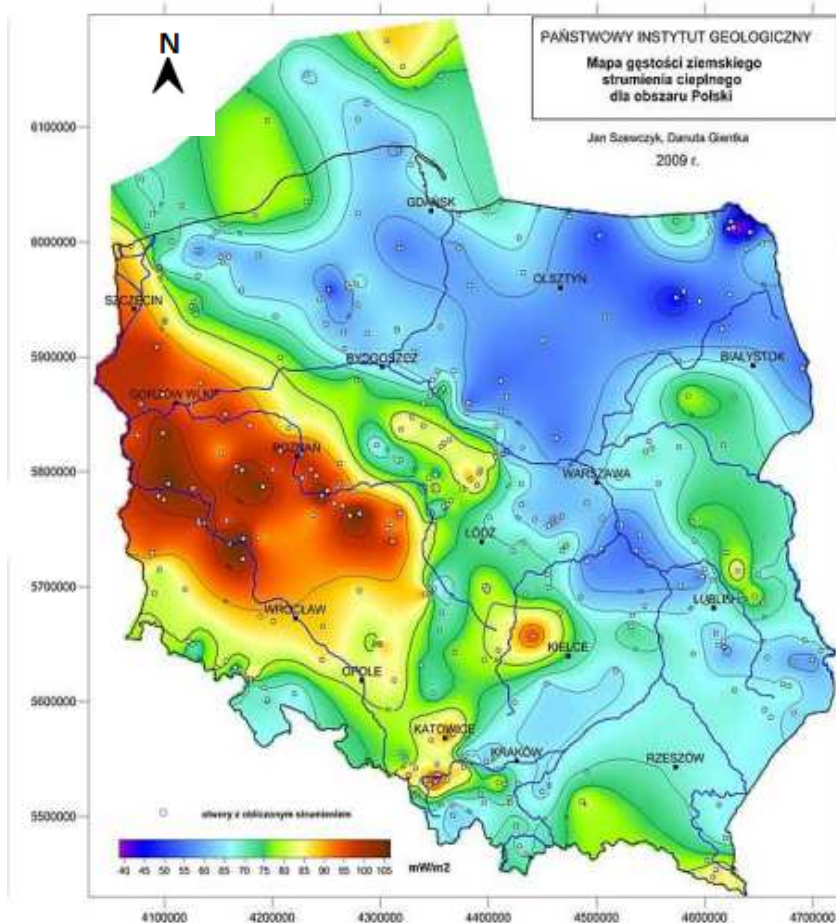 N
PAŃSTWOWY INSTYTUT GEOLOGICZNY
Mapa gęstości ziemskiego
strumienia cieplnego
dla obszaru Polski
Jan Szewczyk, Danuta Gientka
2009 r.
6100000
6000000
5900000
5800000
5700000
5600000
5500000
GDAŃSK
OLSZTYN
SZCZECIN
BYDGOSZCZ
BIAŁYSTOK
GORZÓW WLKP
POZNAŃ
WARSZAWA
ŁÓDŹ
LUBLIN
WROCŁAW
KIELCE
OPOLE
KATOWICE
KRAKÓW
RZESZÓW
otwory z obliczonym strumieniem
40 45 50 55 60 65 70 75 80 85 90 95 100 105
mW/m2
4100000 4200000 4300000 4400000 4500000 4600000